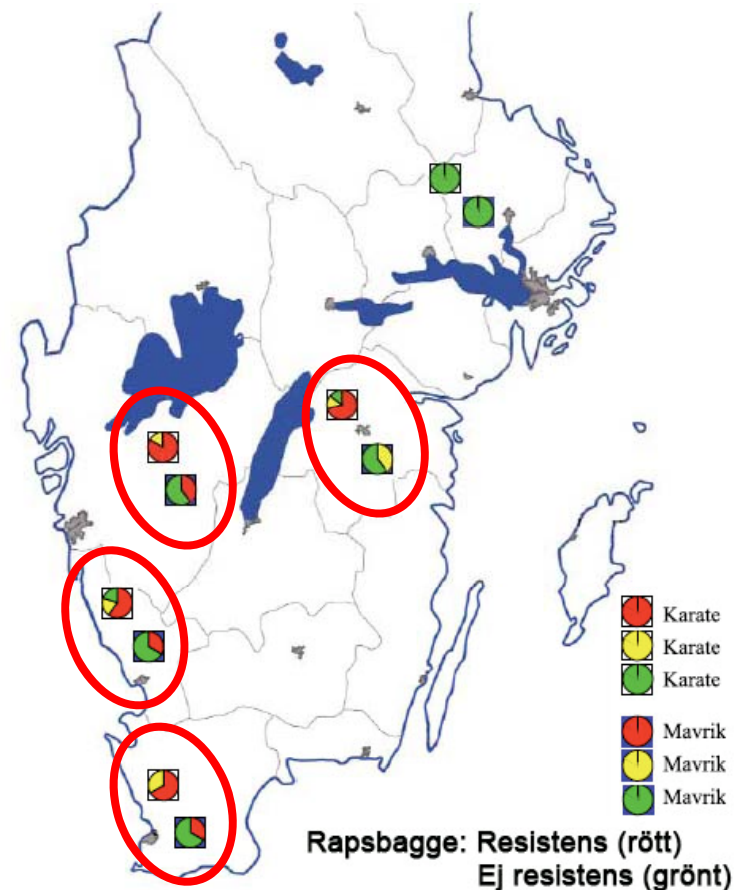 Karate
Karate
Karate
Mavrik
Mavrik
Mavrik
Rapsbagge: Resistens (rött)
Ej resistens (grönt)